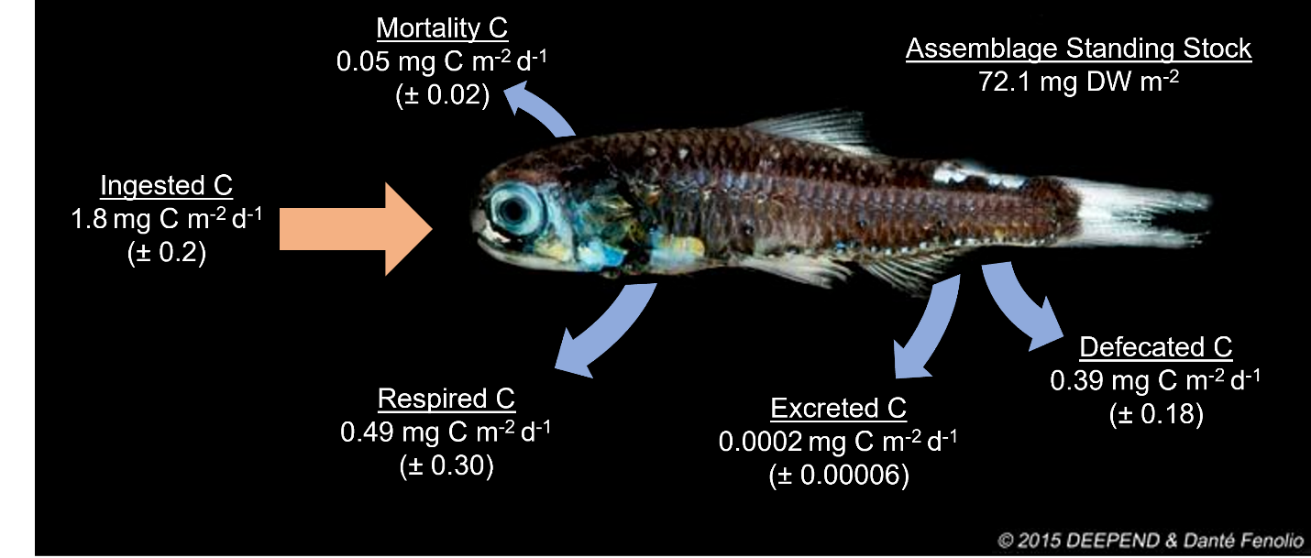 Mortality C
0.05 mg C m⁻² d⁻¹
(± 0.02)
Assemblage Standing Stock
72.1 mg DW m⁻²
Ingested C
1.8 mg C m⁻² d⁻¹
(± 0.2)
Respired C
0.49 mg C m⁻² d⁻¹
(± 0.30)
Excreted C
0.0002 mg C m⁻² d⁻¹
(± 0.00006)
Defecated C
0.39 mg C m⁻² d⁻¹
(± 0.18)
© 2015 DEEPEND & Danté Fenolio